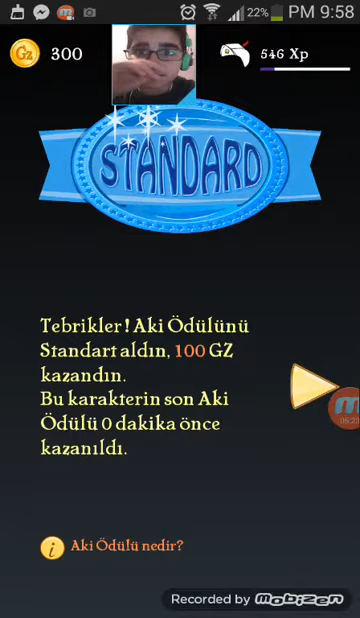 22% PM 9:58
Gz 300
546 Xp
STANDARD
Tebrikler! Aki Ödülünü
Standart aldın, 100 GZ
kazandın.
Bu karakterin son Aki
Ödülü 0 dakika önce
kazanıldı.
Aki Ödülü nedir?
Recorded by mobizen